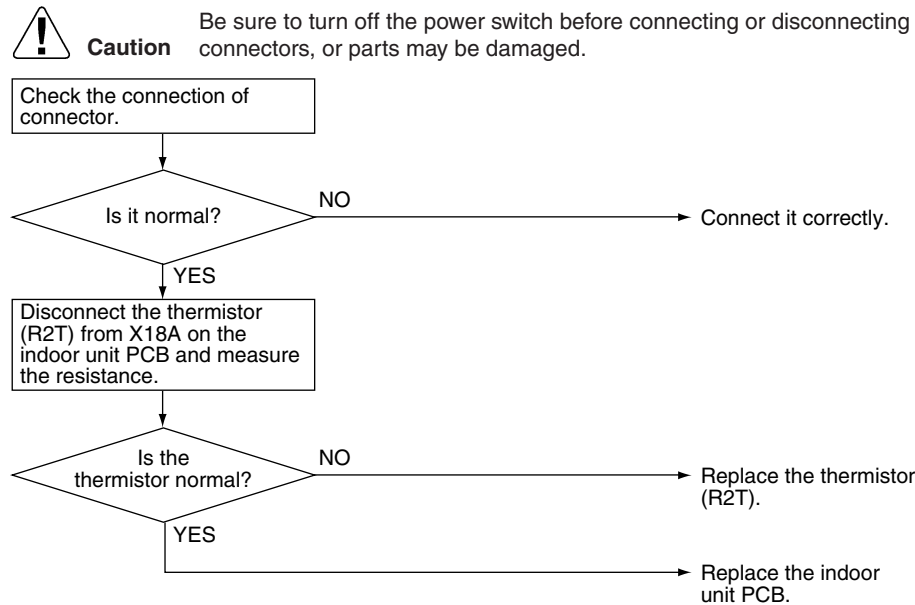 Caution
Be sure to turn off the power switch before connecting or disconnecting
connectors, or parts may be damaged.
Check the connection of
connector.
Is it normal?
NO
Connect it correctly.
YES
Disconnect the thermistor
(R2T) from X18A on the
indoor unit PCB and measure
the resistance.
Is the
thermistor normal?
NO
Replace the thermistor
(R2T).
YES
Replace the indoor
unit PCB.